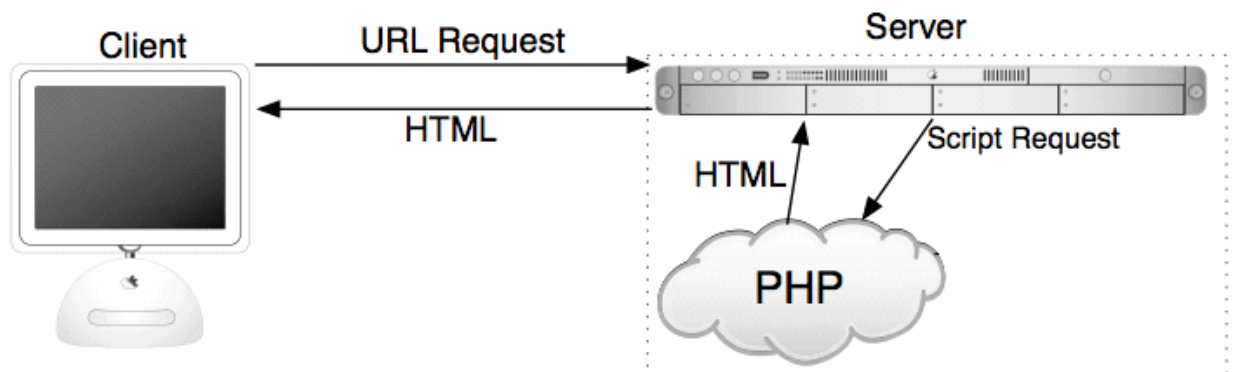 Client
URL Request
Server
HTML
Script Request
HTML
PHP